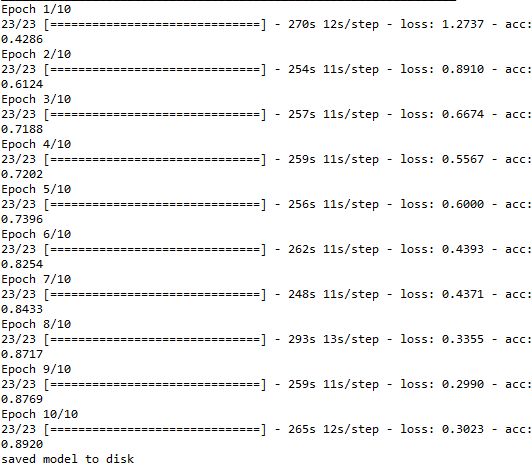 Epoch 1/10
23/23 [==============================] - 270s 12s/step - loss: 1.2737 - acc:
0.4286
Epoch 2/10
23/23 [==============================] - 254s 11s/step - loss: 0.8910 - acc:
0.6124
Epoch 3/10
23/23 [==============================] - 257s 11s/step - loss: 0.6674 - acc:
0.7188
Epoch 4/10
23/23 [==============================] - 259s 11s/step - loss: 0.5567 - acc:
0.7202
Epoch 5/10
23/23 [==============================] - 256s 11s/step - loss: 0.6000 - acc:
0.7396
Epoch 6/10
23/23 [==============================] - 262s 11s/step - loss: 0.4393 - acc:
0.8254
Epoch 7/10
23/23 [==============================] - 248s 11s/step - loss: 0.4371 - acc:
0.8433
Epoch 8/10
23/23 [==============================] - 293s 13s/step - loss: 0.3355 - acc:
0.8717
Epoch 9/10
23/23 [==============================] - 259s 11s/step - loss: 0.2990 - acc:
0.8769
Epoch 10/10
23/23 [==============================] - 265s 12s/step - loss: 0.3023 - acc:
0.8920
saved model to disk